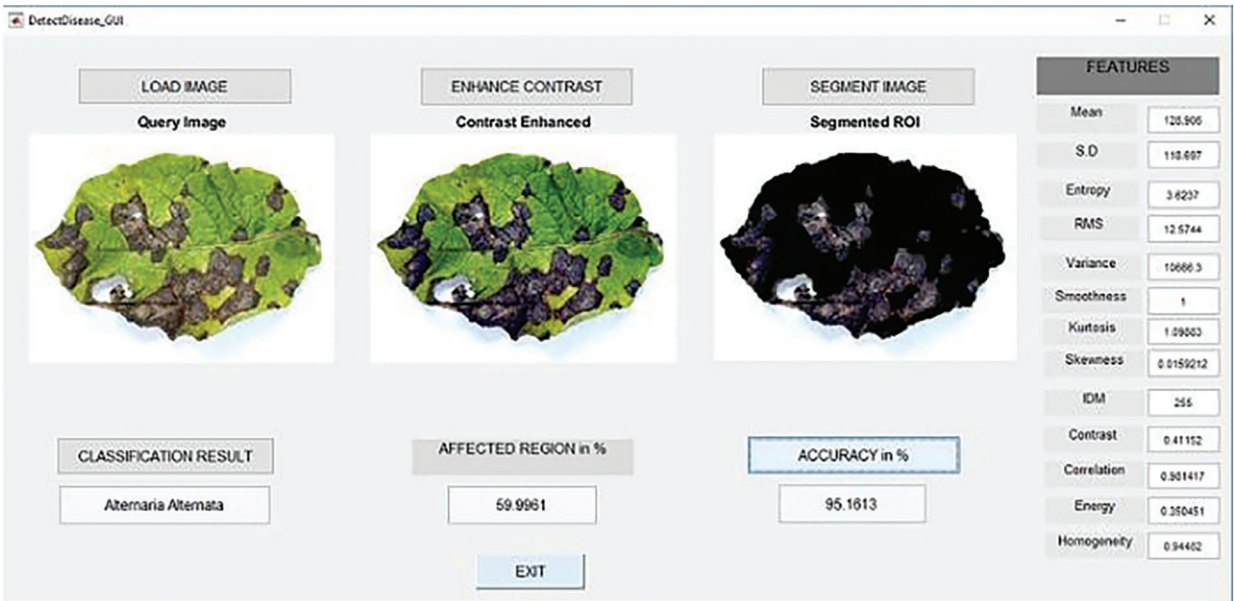 DetectDisease_GUI
LOAD IMAGE
ENHANCE CONTRAST
SEGMENT IMAGE
Query Image
Contrast Enhanced
Segmented ROI
CLASSIFICATION RESULT
AFFECTED REGION in %
ACCURACY in %
Alternaria Alternata
59.9961
95.1613
EXIT
FEATURES
Mean 128.906
S.D 118.697
Entropy 3.6237
RMS 12.5744
Variance 10666.3
Smoothness 1
Kurtosis 1.09883
Skewness 0.0159212
IDM 255
Contrast 0.41152
Correlation 0.981417
Energy 0.350451
Homogeneity 0.94482